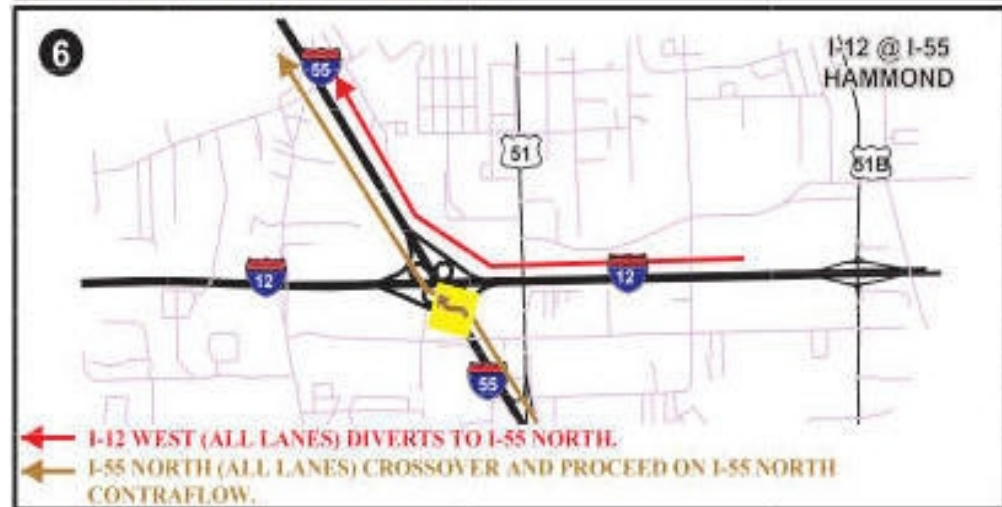 6
I-12 @ I-55
HAMMOND
55
51
51B
12
12
55
I-12 WEST (ALL LANES) DIVERTS TO I-55 NORTH.
I-55 NORTH (ALL LANES) CROSSOVER AND PROCEED ON I-55 NORTH
CONTRAFLOW.